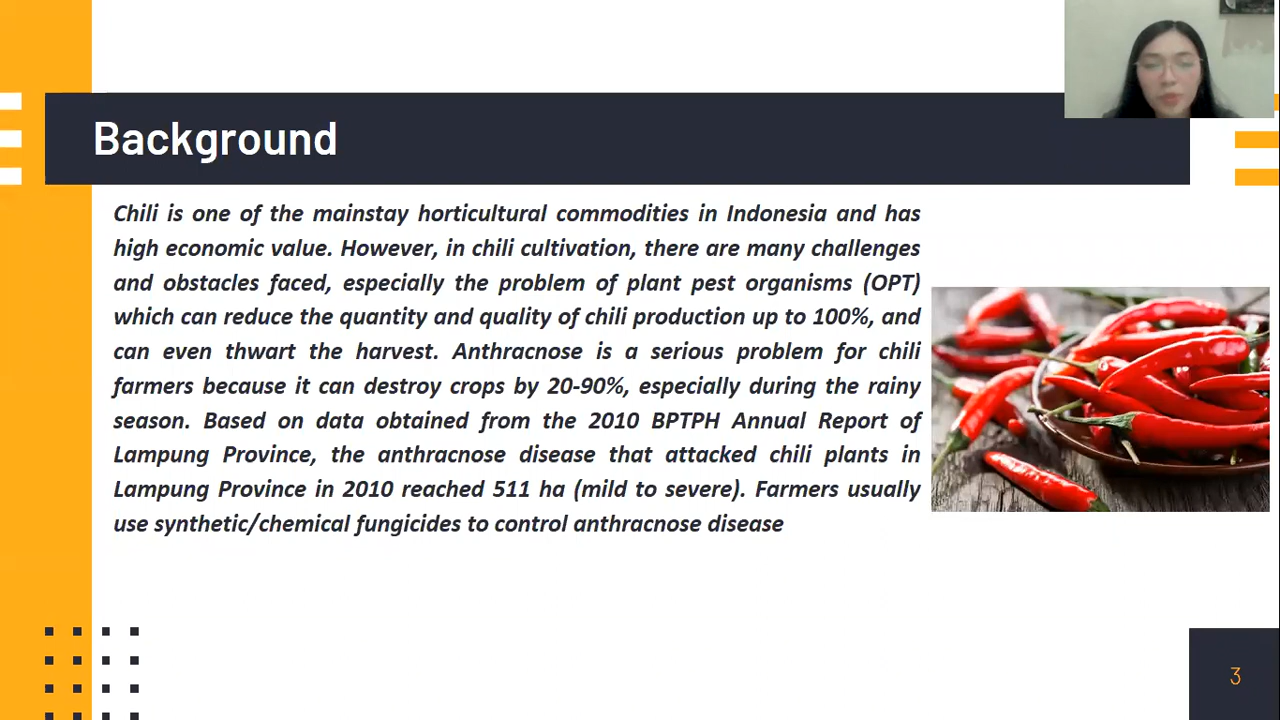 Background
Chili is one of the mainstay horticultural commodities in Indonesia and has
high economic value. However, in chili cultivation, there are many challenges
and obstacles faced, especially the problem of plant pest organisms (OPT)
which can reduce the quantity and quality of chili production up to 100%, and
can even thwart the harvest. Anthracnose is a serious problem for chili
farmers because it can destroy crops by 20-90%, especially during the rainy
season. Based on data obtained from the 2010 BPTPH Annual Report of
Lampung Province, the anthracnose disease that attacked chili plants in
Lampung Province in 2010 reached 511 ha (mild to severe). Farmers usually
use synthetic/chemical fungicides to control anthracnose disease
3